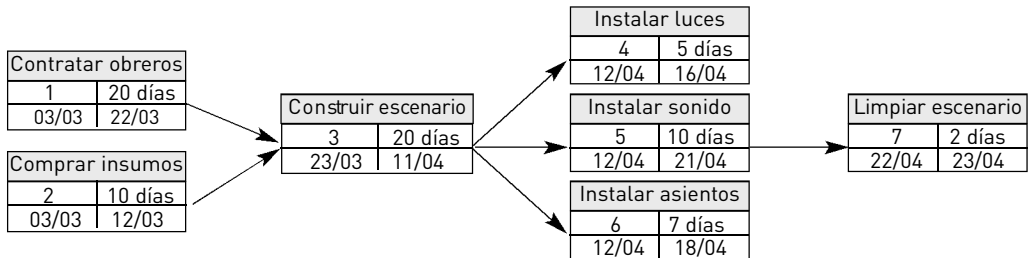 Contratar obreros
1 20 días
03/03 22/03
Comprar insumos
2 10 días
03/03 12/03
Construir escenario
3 20 días
23/03 11/04
Instalar luces
4 5 días
12/04 16/04
Instalar sonido
5 10 días
12/04 21/04
Instalar asientos
6 7 días
12/04 18/04
Limpiar escenario
7 2 días
22/04 23/04